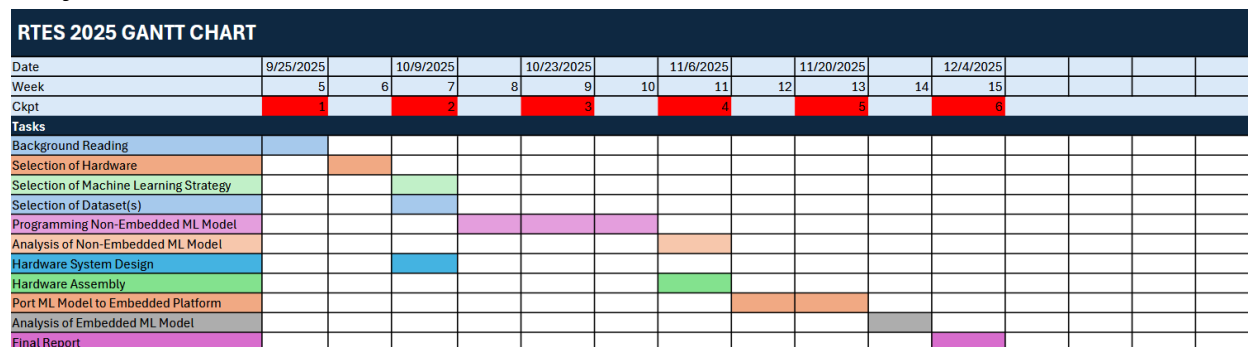 RTES 2025 GANTT CHART
Date 9/25/2025 10/9/2025 10/23/2025 11/6/2025 11/20/2025 12/4/2025
Week 5 6 7 8 9 10 11 12 13 14 15
Ckpt 1 2 3 4 5 6
Tasks
Background Reading
Selection of Hardware
Selection of Machine Learning Strategy
Selection of Dataset(s)
Programming Non-Embedded ML Model
Analysis of Non-Embedded ML Model
Hardware System Design
Hardware Assembly
Port ML Model to Embedded Platform
Analysis of Embedded ML Model
Final Report